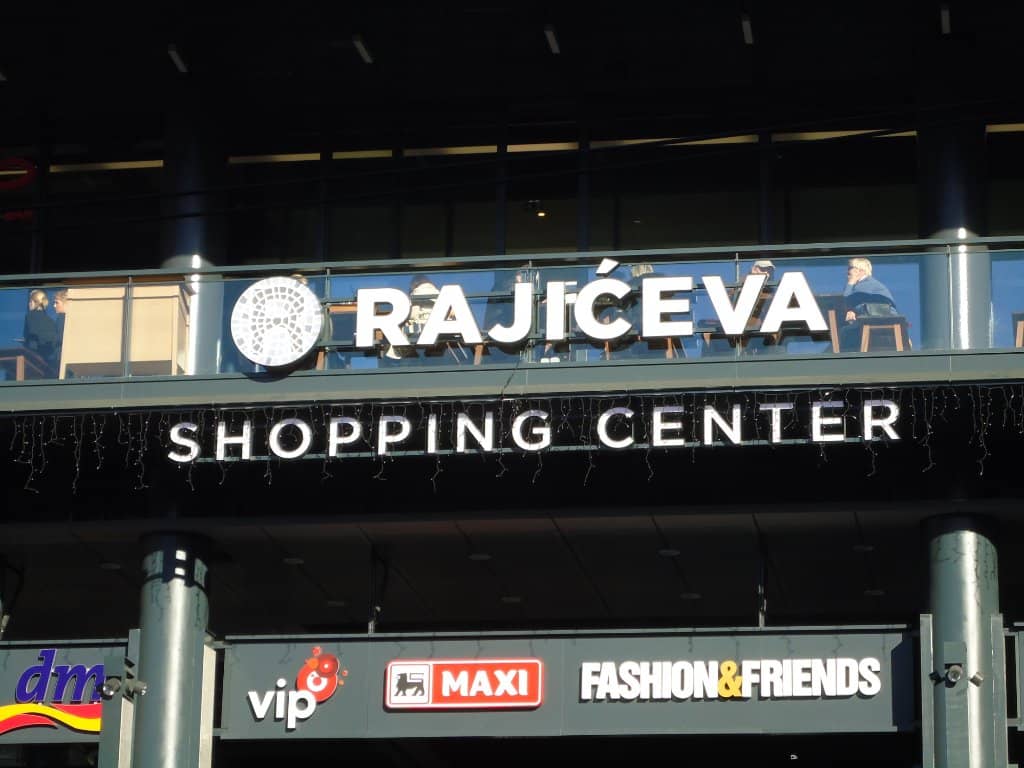 RAJIĆEVA
SHOPPING CENTER
dm
vip
MAXI
FASHION&FRIENDS